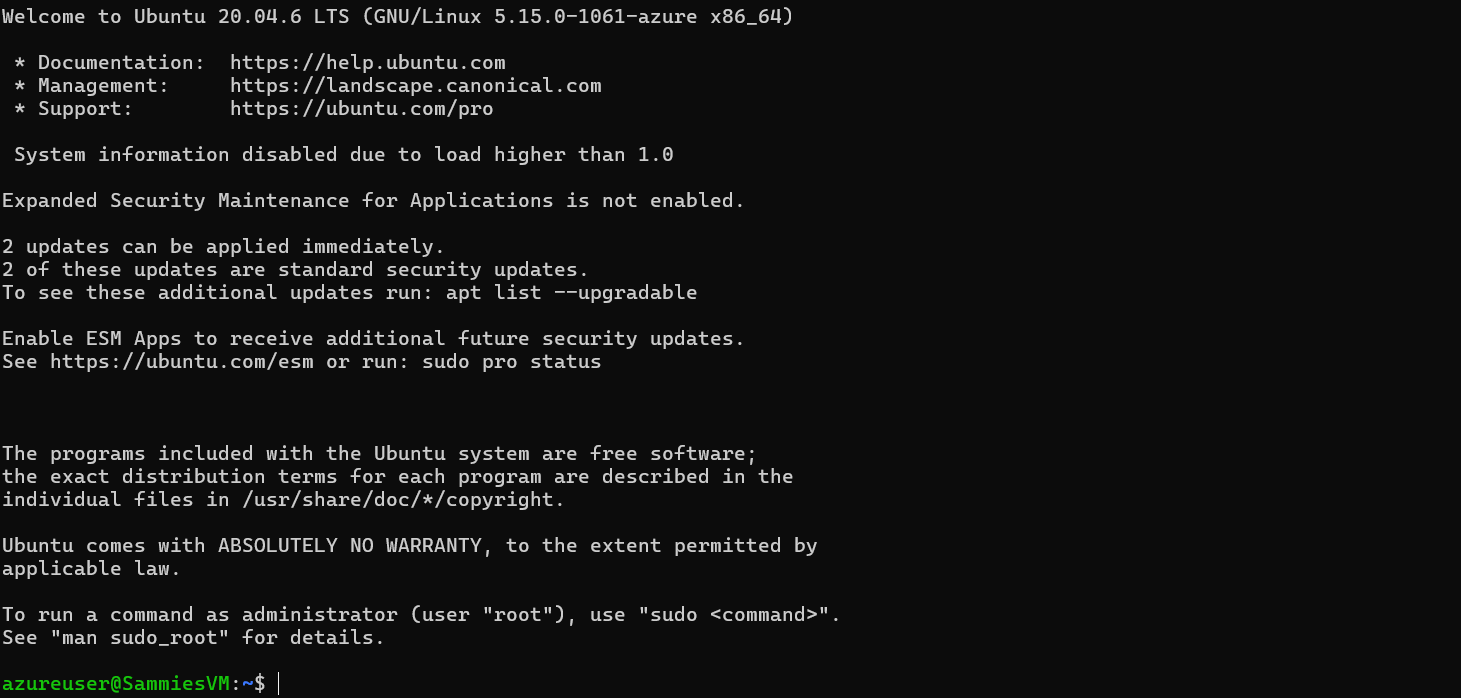 Welcome to Ubuntu 20.04.6 LTS (GNU/Linux 5.15.0-1061-azure x86_64)
* Documentation:  https://help.ubuntu.com
* Management:     https://landscape.canonical.com
* Support:        https://ubuntu.com/pro
System information disabled due to load higher than 1.0
Expanded Security Maintenance for Applications is not enabled.
2 updates can be applied immediately.
2 of these updates are standard security updates.
To see these additional updates run: apt list --upgradable
Enable ESM Apps to receive additional future security updates.
See https://ubuntu.com/esm or run: sudo pro status
The programs included with the Ubuntu system are free software;
the exact distribution terms for each program are described in the
individual files in /usr/share/doc/*/copyright.
Ubuntu comes with ABSOLUTELY NO WARRANTY, to the extent permitted by
applicable law.
To run a command as administrator (user "root"), use "sudo <command>".
See "man sudo_root" for details.
azureuser@SammiesVM:~$